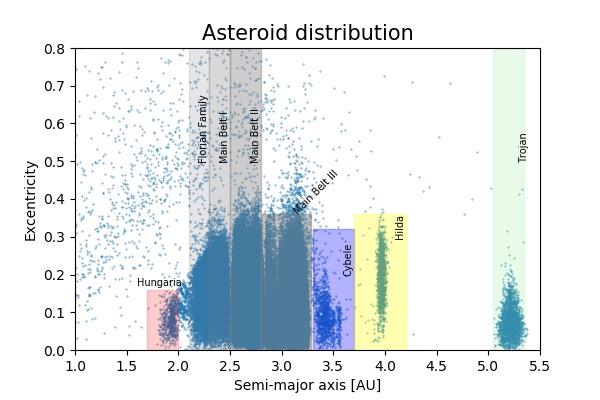 Asteroid distribution
Excentricity
0.8
0.7
0.6
0.5
0.4
0.3
0.2
0.1
0.0
Hungaria
Florian Family
Main Belt I
Main Belt II
Main Belt III
Cybele
Hilda
Trojan
1.0 1.5 2.0 2.5 3.0 3.5 4.0 4.5 5.0 5.5
Semi-major axis [AU]